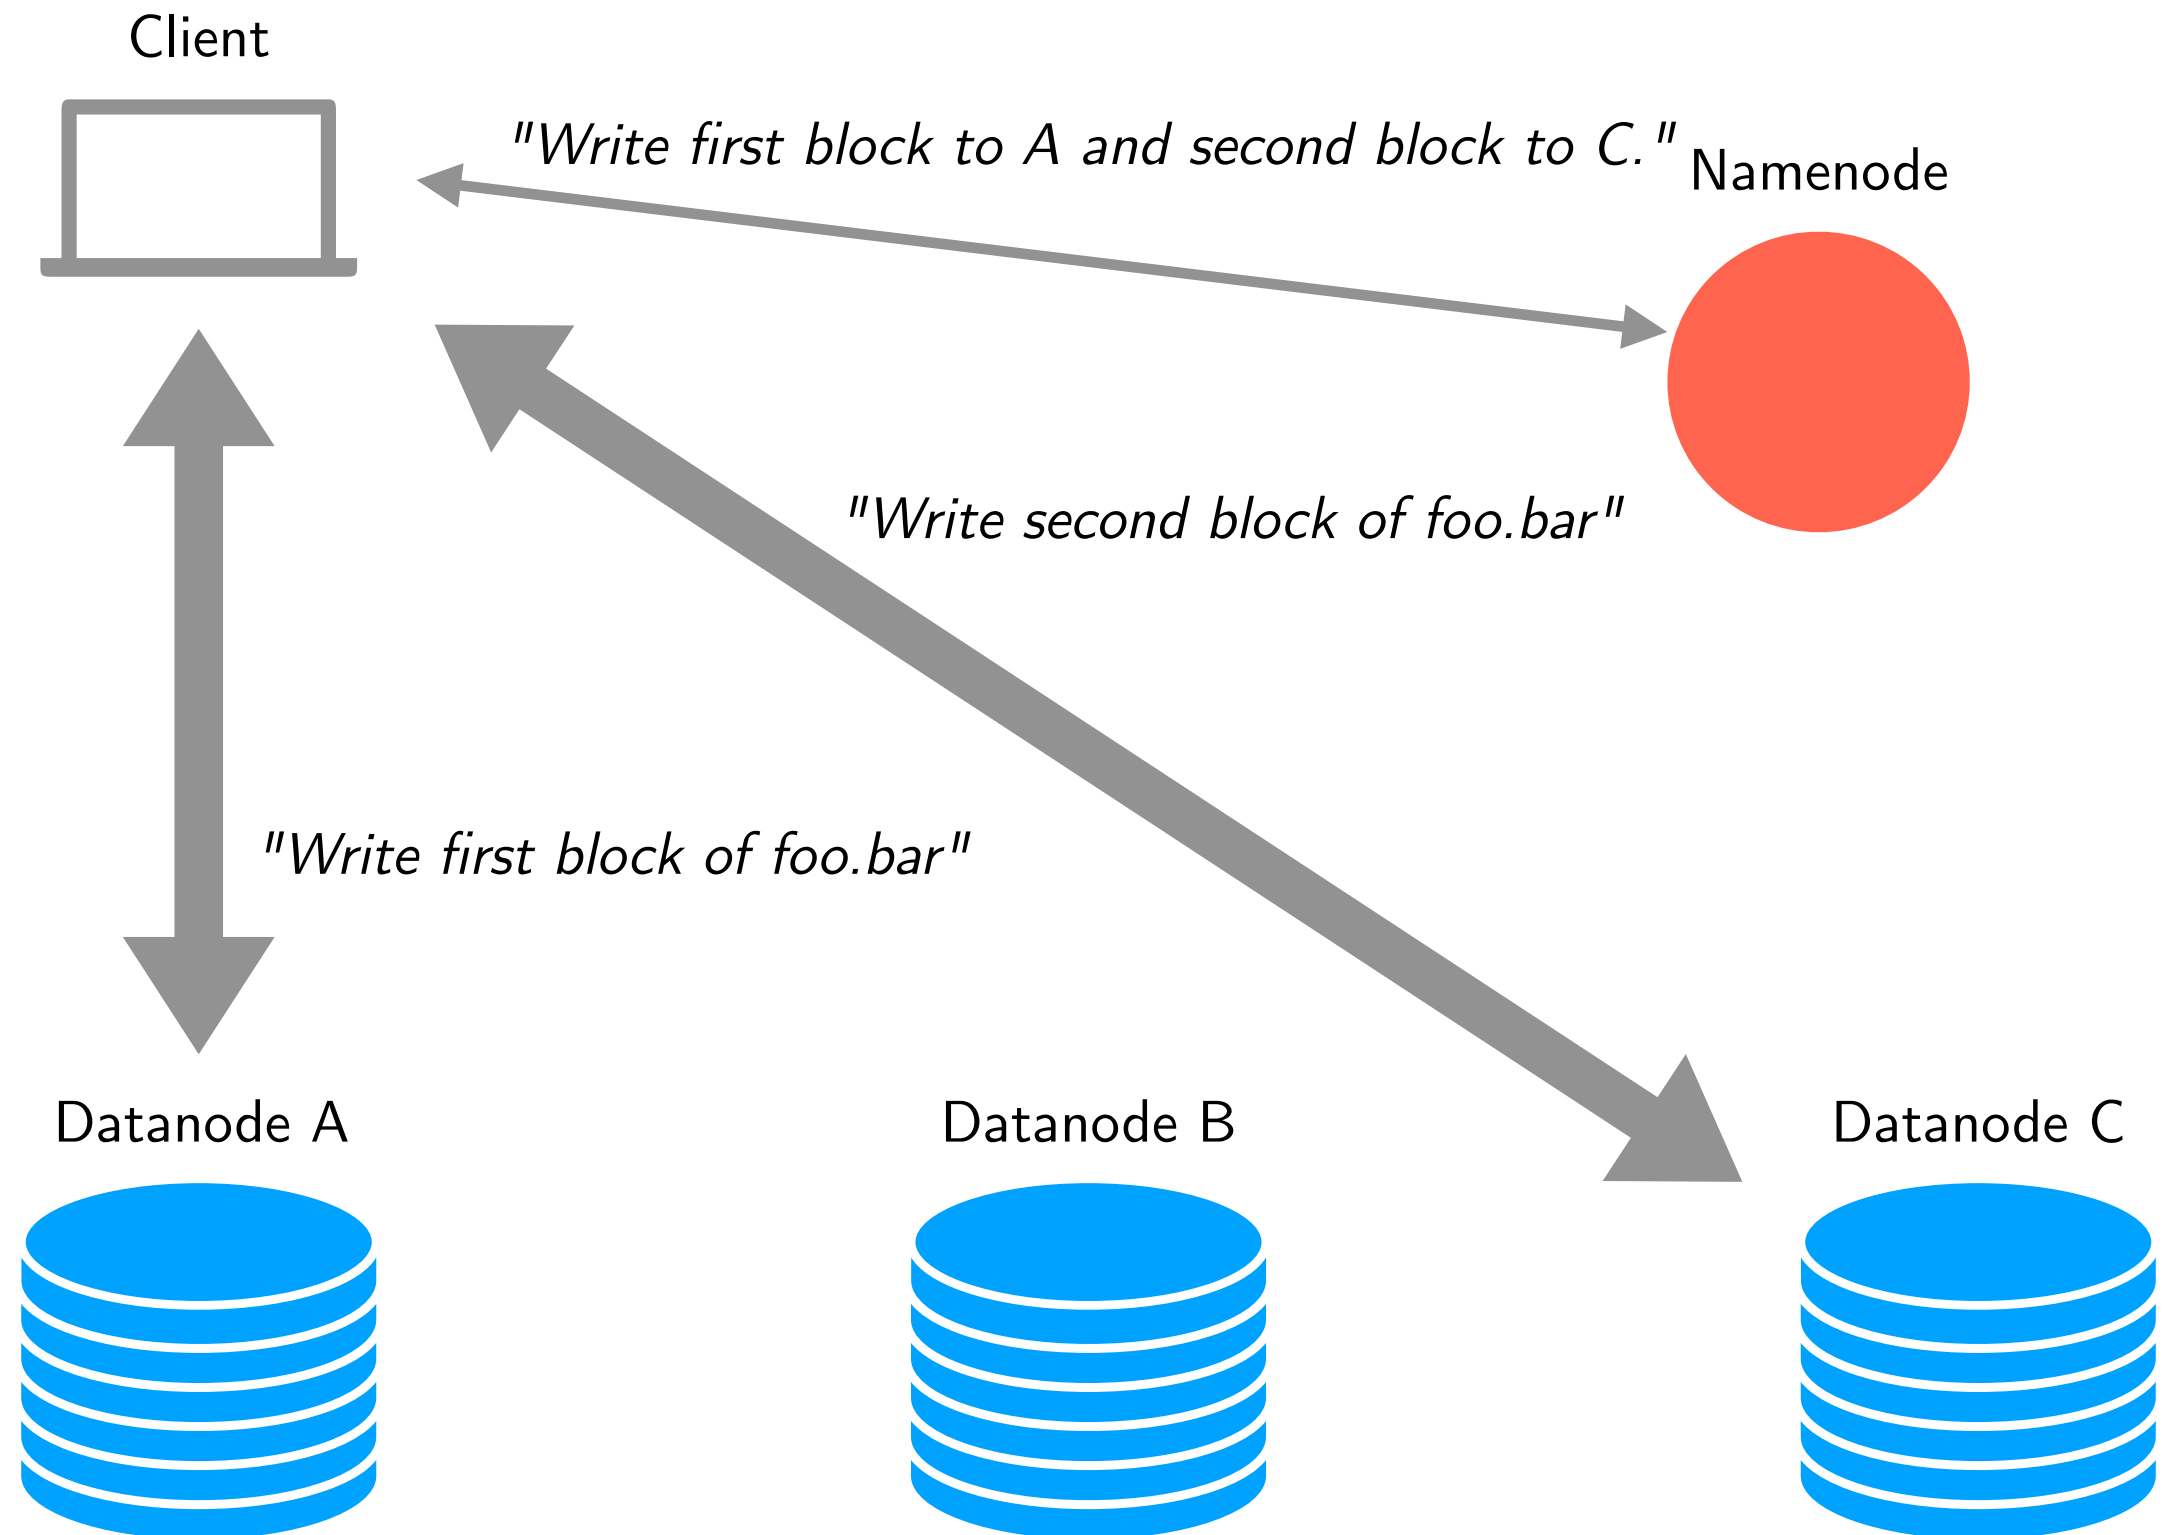 Client
"Write first block to A and second block to C."
Namenode
"Write second block of foo.bar"
"Write first block of foo.bar"
Datanode A
Datanode B
Datanode C